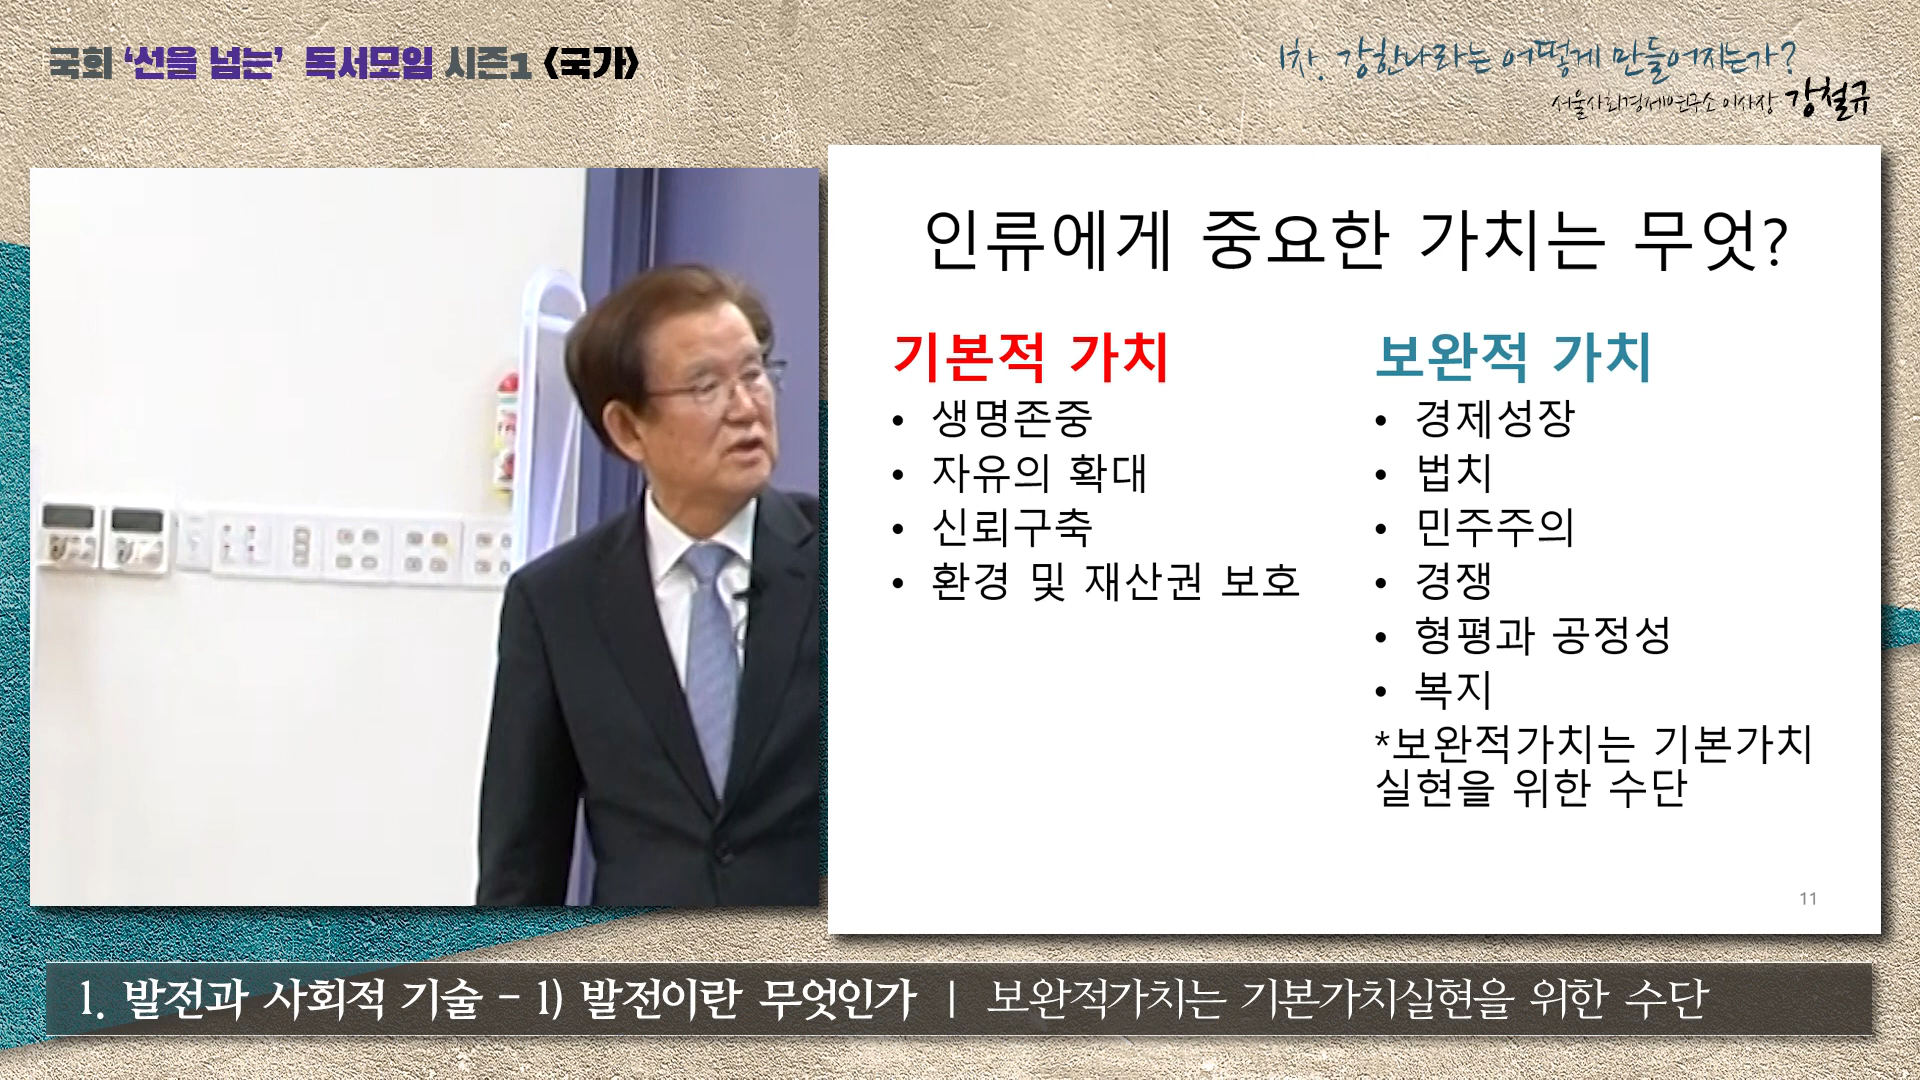 국회 ‘선을 넘는’ 독서모임 시즌1 〈국가〉
1차. 강한나라는 어떻게 만들어지는가?
서울사회경제연구소 이사장 강철규
인류에게 중요한 가치는 무엇?
기본적 가치
• 생명존중
• 자유의 확대
• 신뢰구축
• 환경 및 재산권 보호
보완적 가치
• 경제성장
• 법치
• 민주주의
• 경쟁
• 형평과 공정성
• 복지
*보완적가치는 기본가치
실현을 위한 수단
11
1. 발전과 사회적 기술 - 1) 발전이란 무엇인가 | 보완적가치는 기본가치실현을 위한 수단